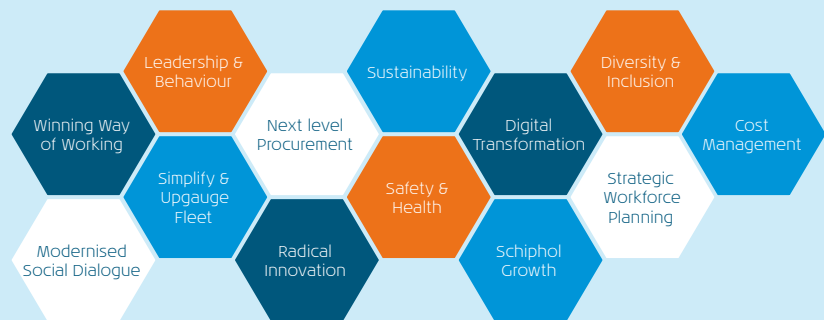 Leadership &
Behaviour
Sustainability
Diversity &
Inclusion
Winning Way
of Working
Next level
Procurement
Digital
Transformation
Cost
Management
Simplify &
Upgauge
Fleet
Safety &
Health
Strategic
Workforce
Planning
Modernised
Social Dialogue
Radical
Innovation
Schiphol
Growth